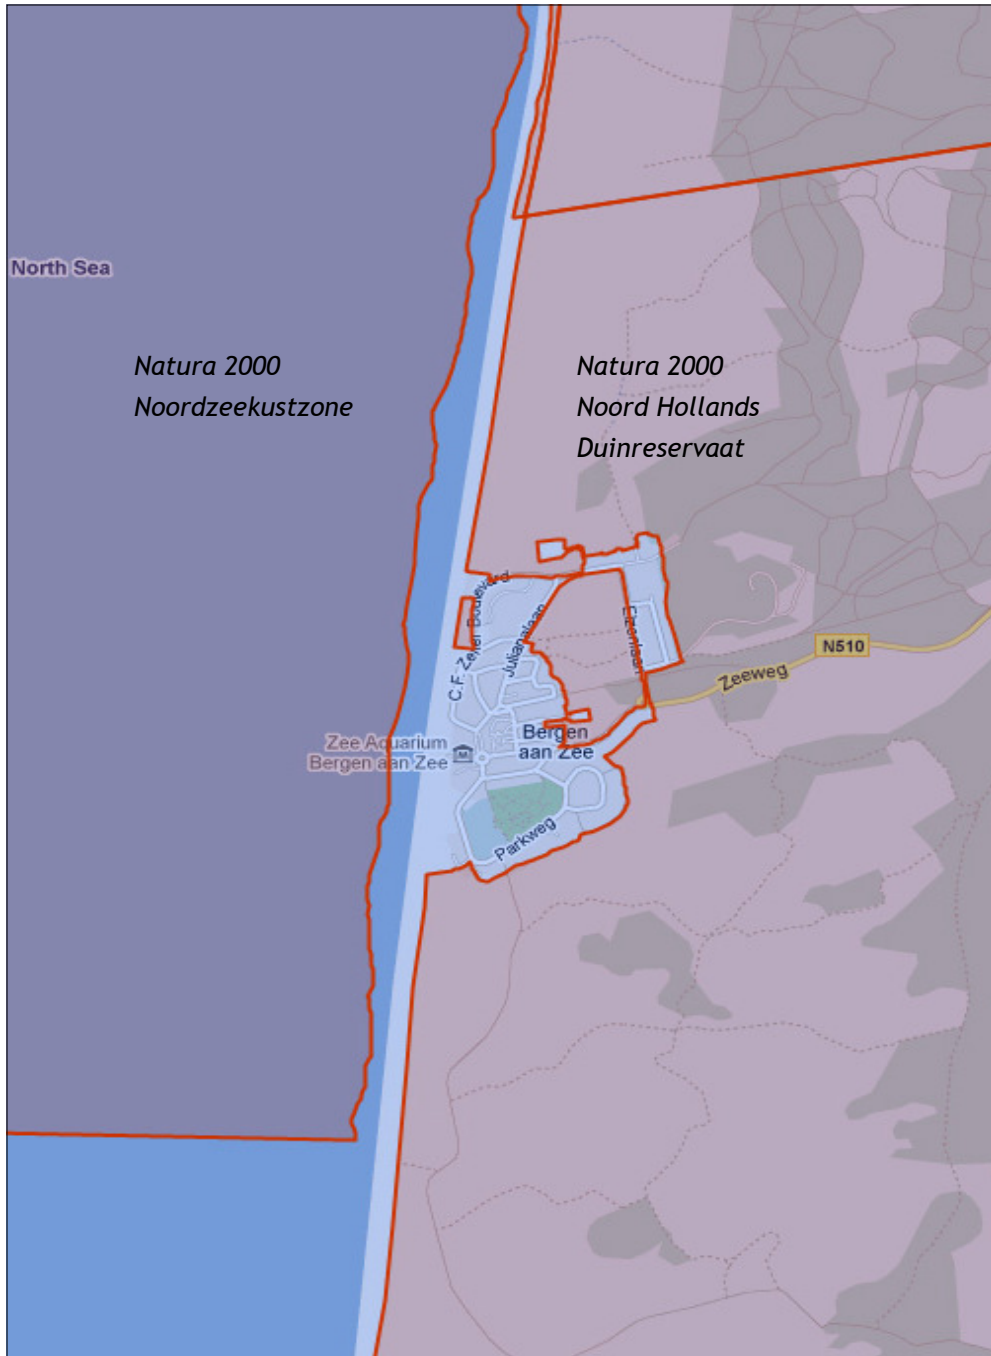 North Sea
Natura 2000
Noordzeekustzone
Natura 2000
Noord Hollands
Duinreservaat
C.F. Zeiler Boulevard
Julianalaan
Elzenlaan
N510
Zeeweg
Zee Aquarium
Bergen aan Zee
M
Bergen
aan Zee
Parkweg